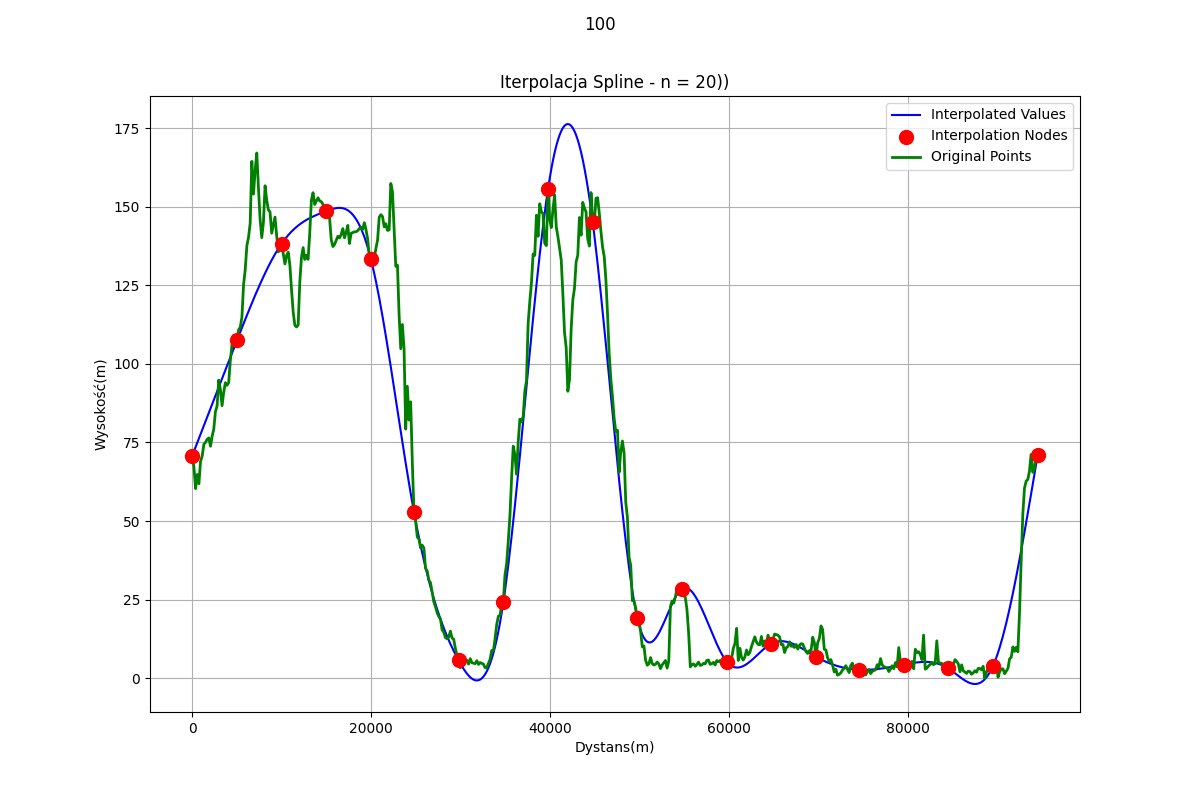 100
Iterpolacja Spline - n = 20))
Interpolated Values
Interpolation Nodes
Original Points
175
150
125
100
75
50
25
0
Wysokość(m)
0
20000
40000
60000
80000
Dystans(m)